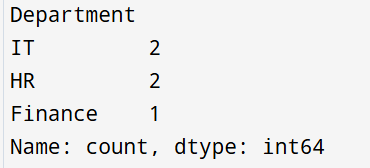 Department
IT         2
HR         2
Finance    1
Name: count, dtype: int64